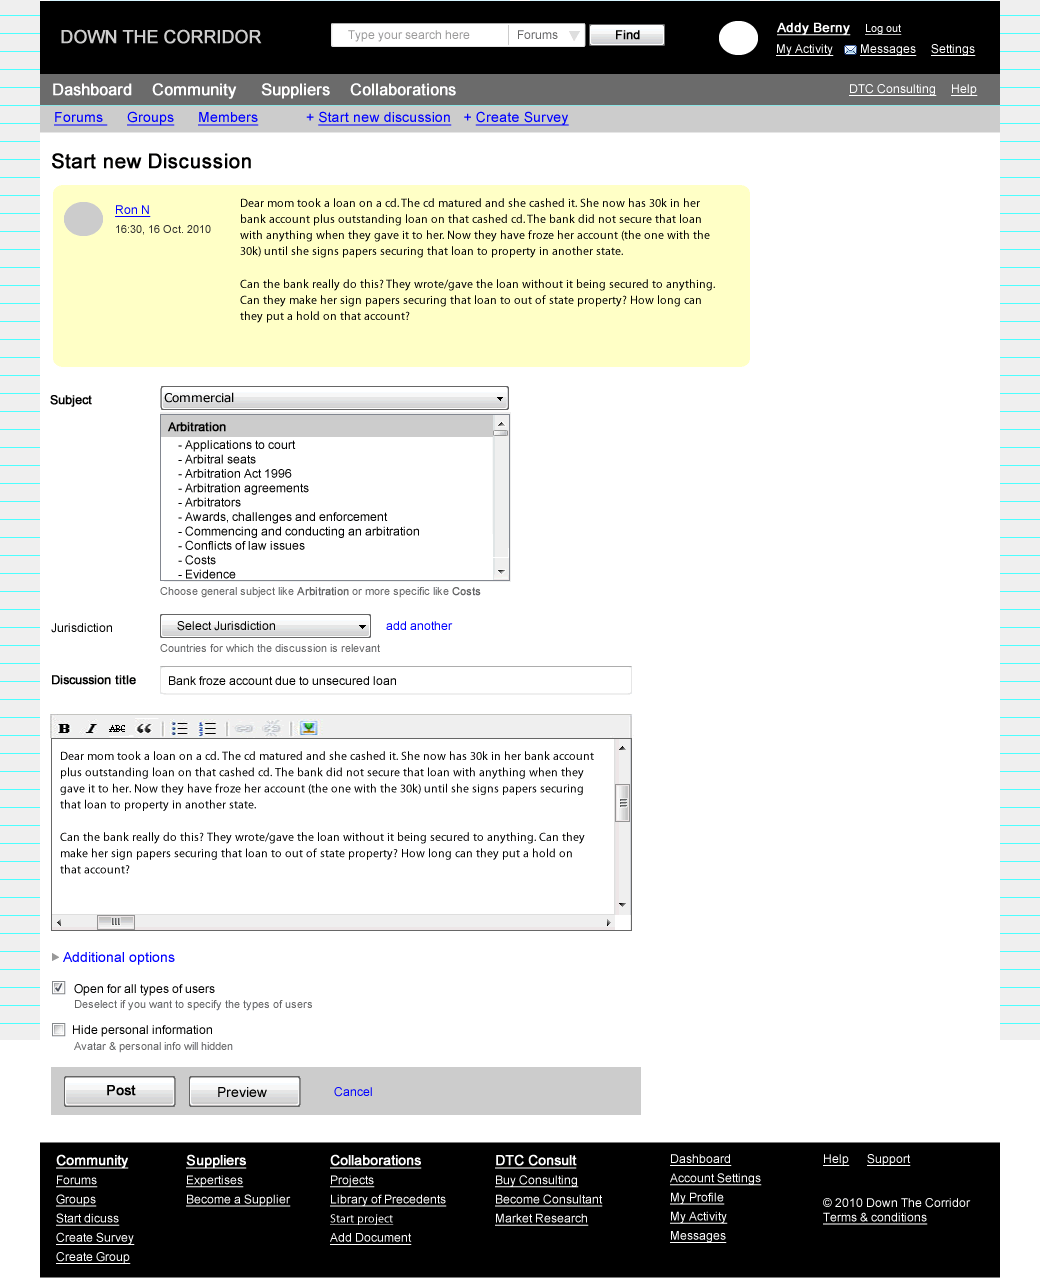 DOWN THE CORRIDOR
Type your search here
Forums
Find
Addy Berny
Log out
My Activity
Messages
Settings
Dashboard
Community
Suppliers
Collaborations
DTC Consulting
Help
Forums
Groups
Members
+ Start new discussion
+ Create Survey
Start new Discussion
Ron N
16:30, 16 Oct. 2010
Dear mom took a loan on a cd. The cd matured and she cashed it. She now has 30k in her
bank account plus outstanding loan on that cashed cd. The bank did not secure that loan
with anything when they gave it to her. Now they have froze her account (the one with the
30k) until she signs papers securing that loan to property in another state.
Can the bank really do this? They wrote/gave the loan without it being secured to anything.
Can they make her sign papers securing that loan to out of state property? How long can
they put a hold on that account?
Subject
Commercial
Arbitration
- Applications to court
- Arbitral seats
- Arbitration Act 1996
- Arbitration agreements
- Arbitrators
- Awards, challenges and enforcement
- Commencing and conducting an arbitration
- Conflicts of law issues
- Costs
- Evidence
Choose general subject like Arbitration or more specific like Costs
Jurisdiction
Select Jurisdiction
add another
Countries for which the discussion is relevant
Discussion title
Bank froze account due to unsecured loan
B I ABC
Dear mom took a loan on a cd. The cd matured and she cashed it. She now has 30k in her bank account
plus outstanding loan on that cashed cd. The bank did not secure that loan with anything when they
gave it to her. Now they have froze her account (the one with the 30k) until she signs papers securing
that loan to property in another state.
Can the bank really do this? They wrote/gave the loan without it being secured to anything. Can they
make her sign papers securing that loan to out of state property? How long can they put a hold on
that account?
Additional options
Open for all types of users
Deselect if you want to specify the types of users
Hide personal information
Avatar & personal info will hidden
Post
Preview
Cancel
Community
Forums
Groups
Start dicuss
Create Survey
Create Group
Suppliers
Expertises
Become a Supplier
Collaborations
Projects
Library of Precedents
Start project
Add Document
DTC Consult
Buy Consulting
Become Consultant
Market Research
Dashboard
Account Settings
My Profile
My Activity
Messages
Help
Support
© 2010 Down The Corridor
Terms & conditions